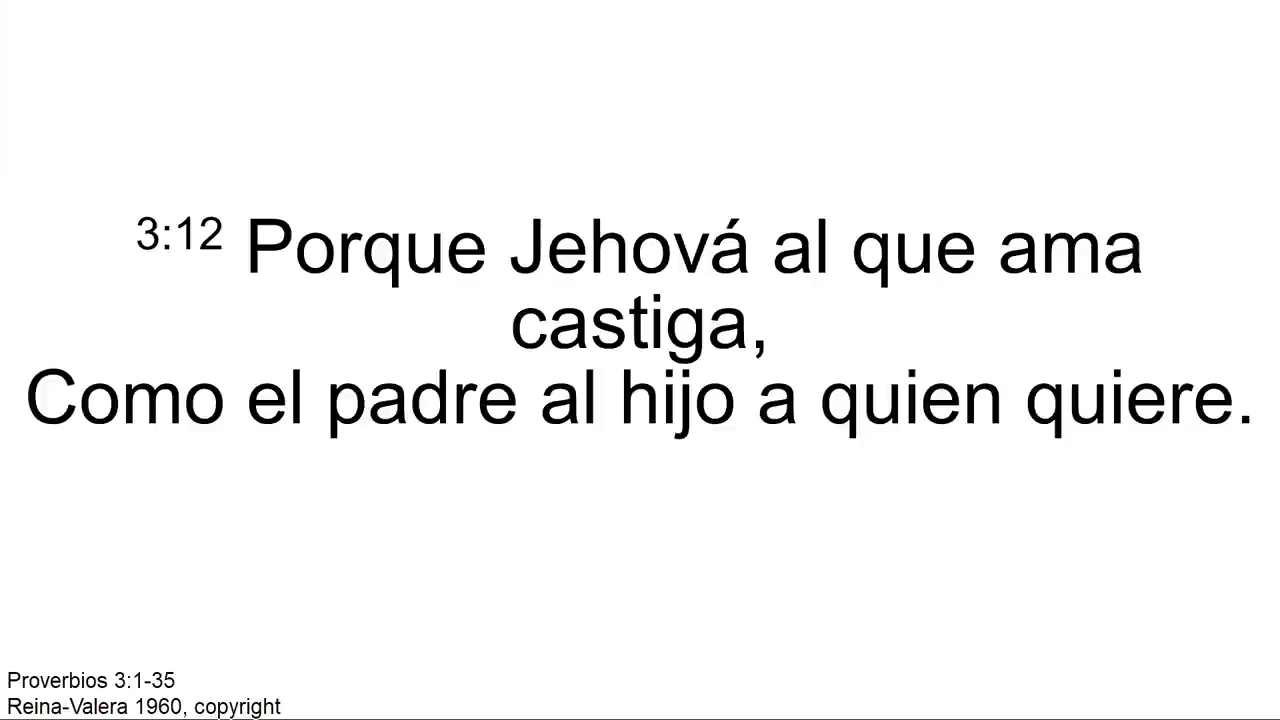 3:12 Porque Jehová al que ama
castiga,
Como el padre al hijo a quien quiere.
Proverbios 3:1-35
Reina-Valera 1960, copyright